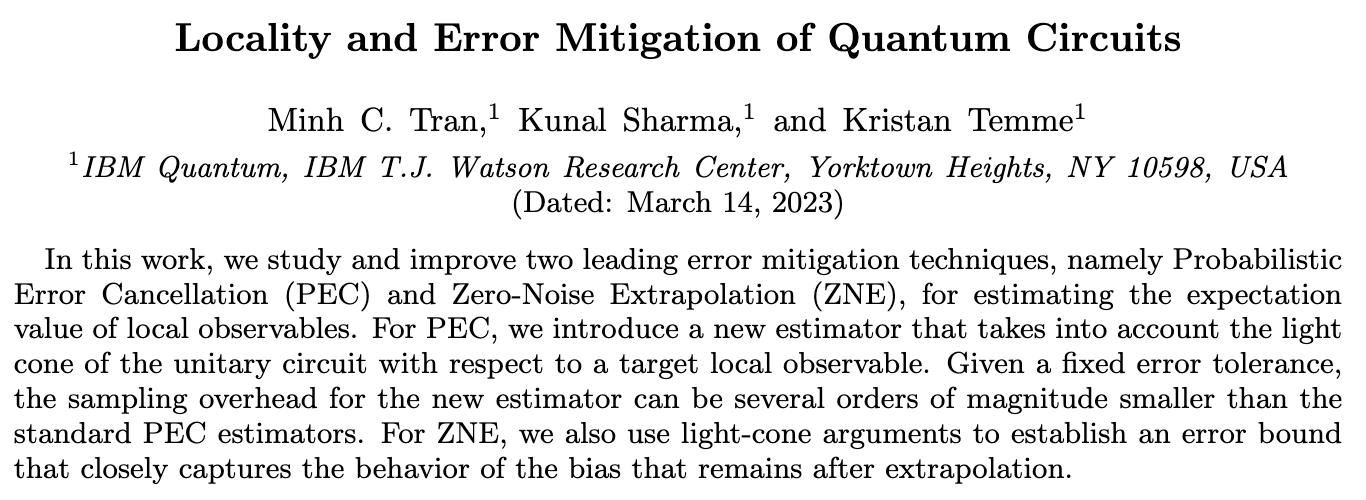 Locality and Error Mitigation of Quantum Circuits
Minh C. Tran,¹ Kunal Sharma,¹ and Kristan Temme¹
¹IBM Quantum, IBM T.J. Watson Research Center, Yorktown Heights, NY 10598, USA
(Dated: March 14, 2023)
In this work, we study and improve two leading error mitigation techniques, namely Probabilistic
Error Cancellation (PEC) and Zero-Noise Extrapolation (ZNE), for estimating the expectation
value of local observables. For PEC, we introduce a new estimator that takes into account the light
cone of the unitary circuit with respect to a target local observable. Given a fixed error tolerance,
the sampling overhead for the new estimator can be several orders of magnitude smaller than the
standard PEC estimators. For ZNE, we also use light-cone arguments to establish an error bound
that closely captures the behavior of the bias that remains after extrapolation.